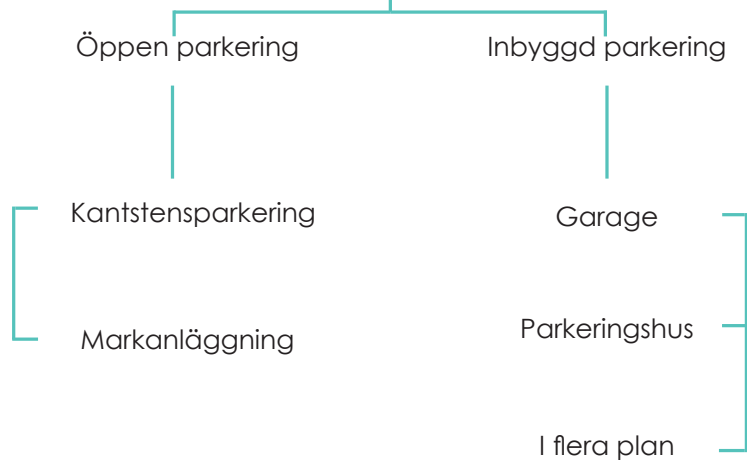 Öppen parkering
Inbyggd parkering
Kantstensparkering
Garage
Markanläggning
Parkeringshus
I flera plan